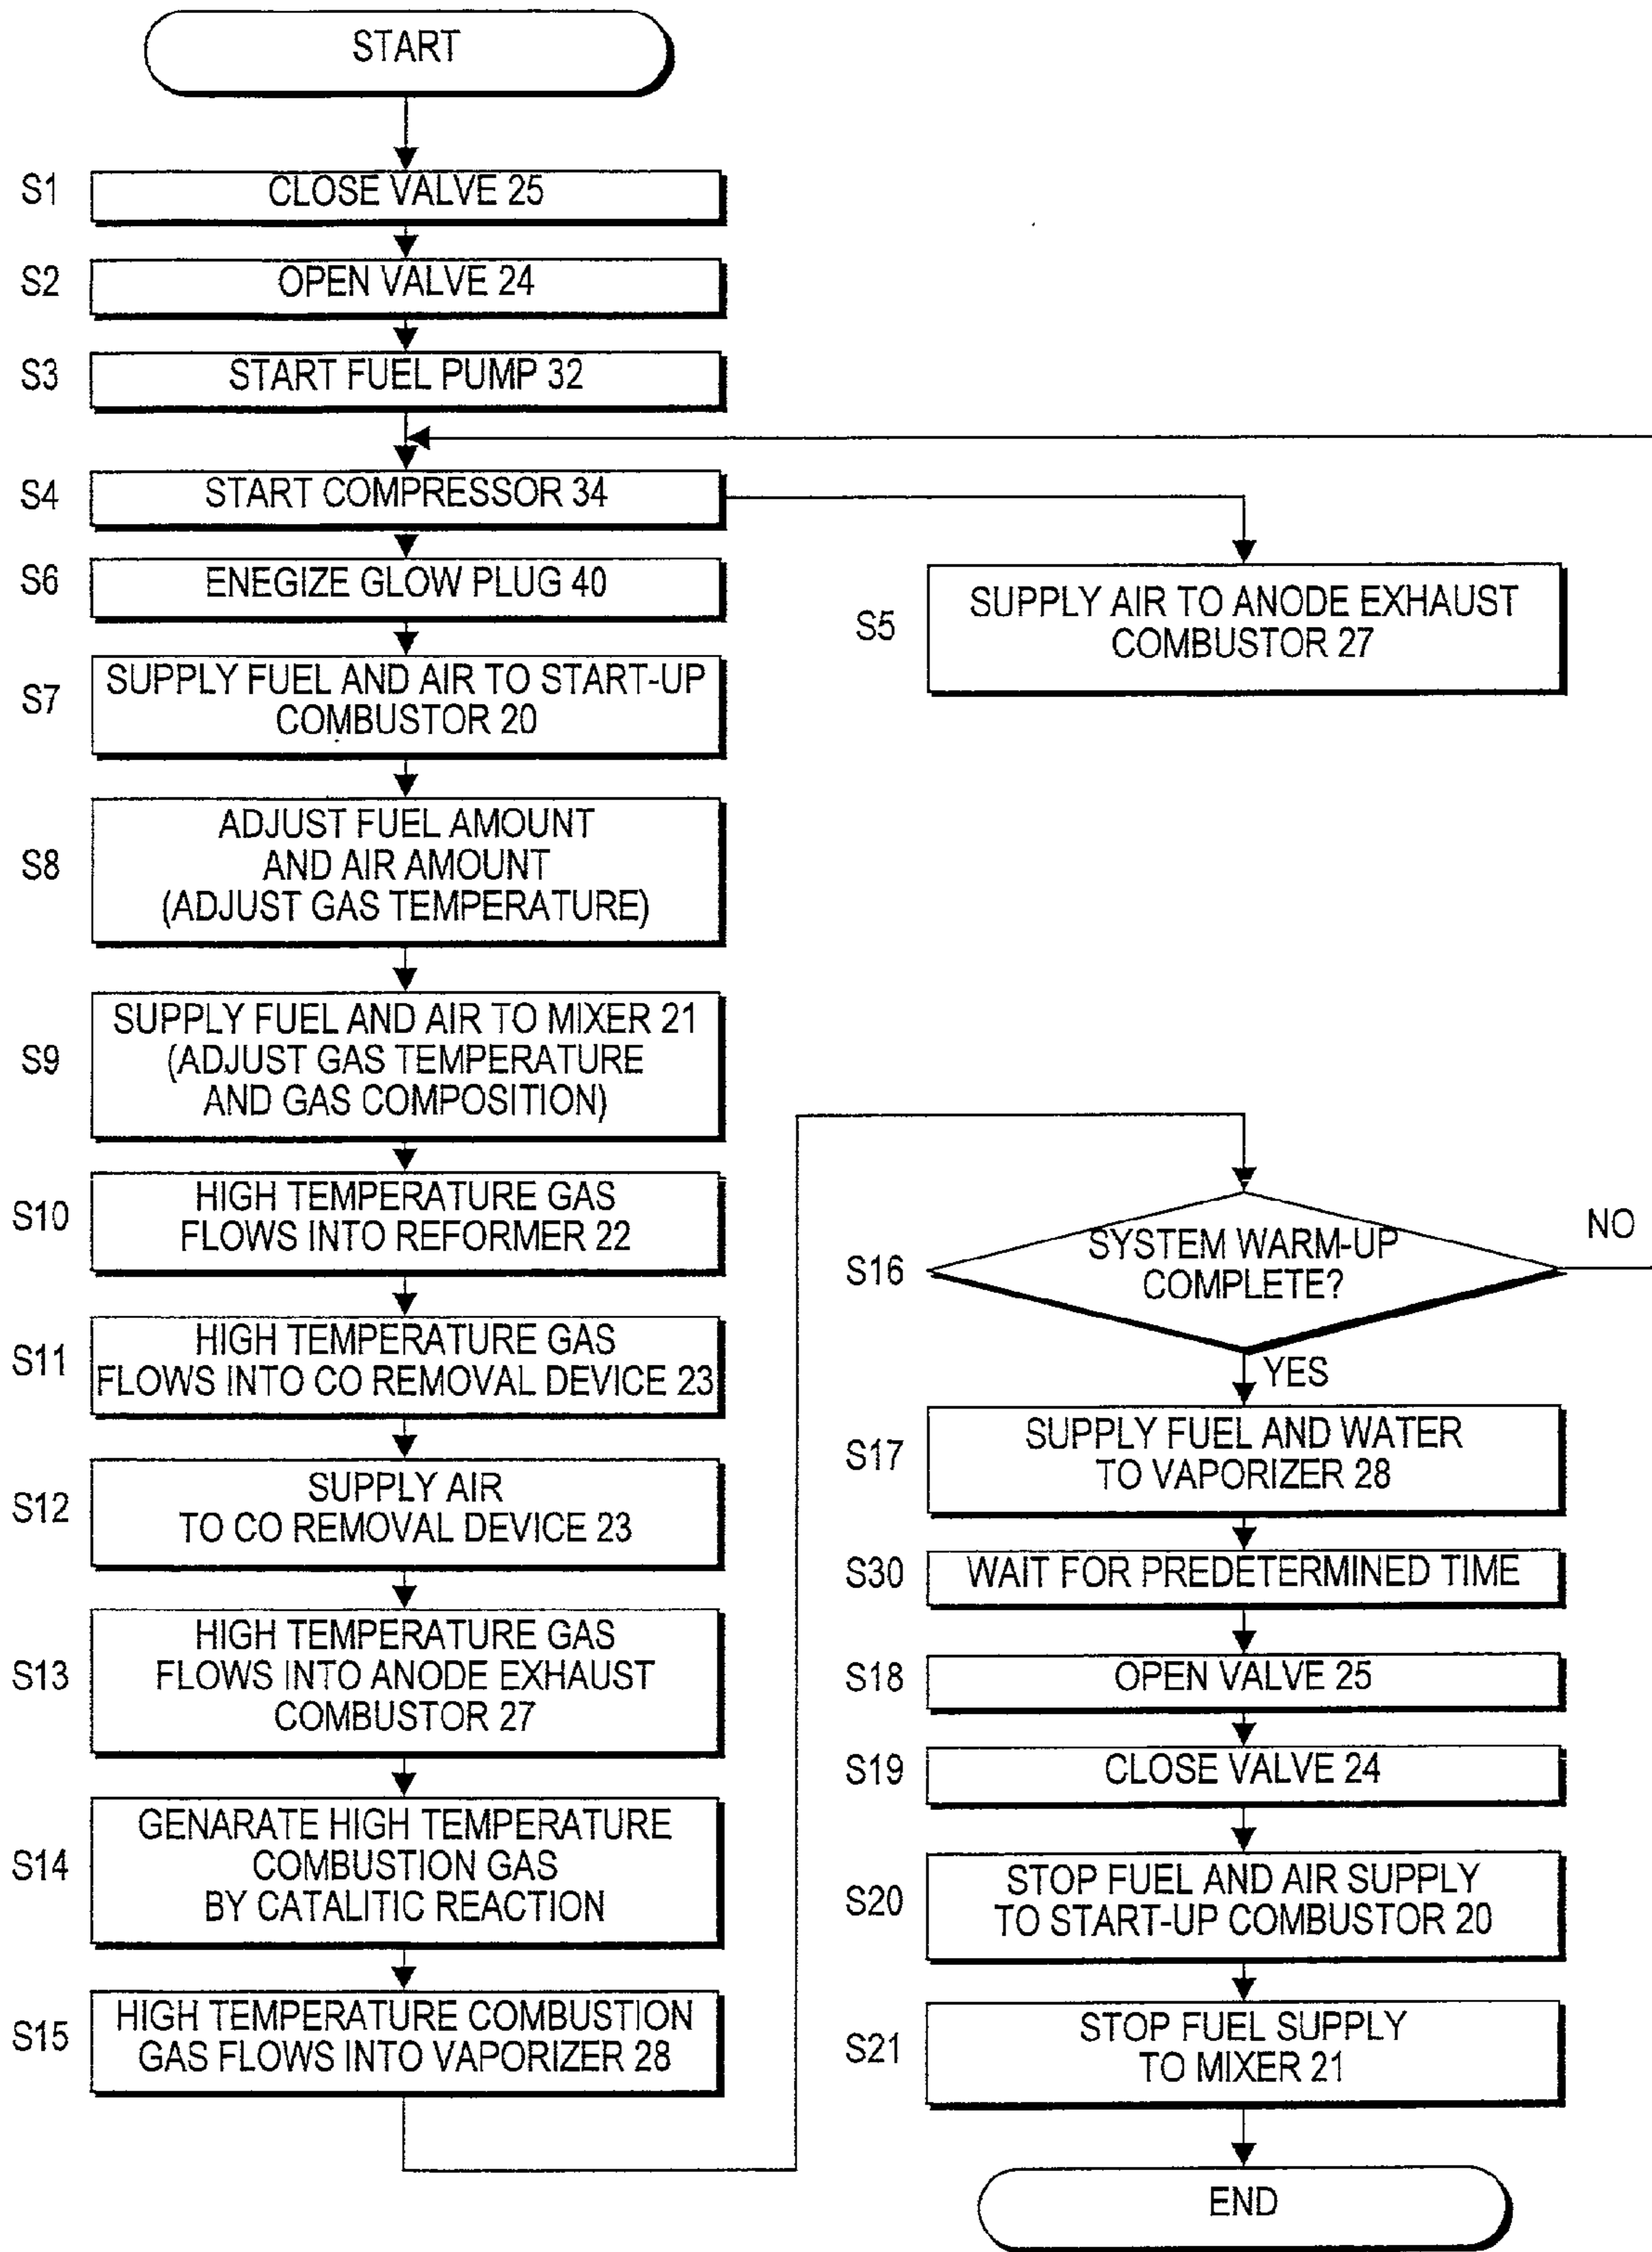 START
S1
CLOSE VALVE 25
S2
OPEN VALVE 24
S3
START FUEL PUMP 32
S4
START COMPRESSOR 34
S6
ENEGIZE GLOW PLUG 40
S5
SUPPLY AIR TO ANODE EXHAUST
COMBUSTOR 27
S7
SUPPLY FUEL AND AIR TO START-UP
COMBUSTOR 20
S8
ADJUST FUEL AMOUNT
AND AIR AMOUNT
(ADJUST GAS TEMPERATURE)
S9
SUPPLY FUEL AND AIR TO MIXER 21
(ADJUST GAS TEMPERATURE
AND GAS COMPOSITION)
S10
HIGH TEMPERATURE GAS
FLOWS INTO REFORMER 22
S11
HIGH TEMPERATURE GAS
FLOWS INTO CO REMOVAL DEVICE 23
S12
SUPPLY AIR
TO CO REMOVAL DEVICE 23
S13
HIGH TEMPERATURE GAS
FLOWS INTO ANODE EXHAUST
COMBUSTOR 27
S14
GENARATE HIGH TEMPERATURE
COMBUSTION GAS
BY CATALITIC REACTION
S15
HIGH TEMPERATURE COMBUSTION
GAS FLOWS INTO VAPORIZER 28
S16
SYSTEM WARM-UP
COMPLETE?
NO
YES
S17
SUPPLY FUEL AND WATER
TO VAPORIZER 28
S30
WAIT FOR PREDETERMINED TIME
S18
OPEN VALVE 25
S19
CLOSE VALVE 24
S20
STOP FUEL AND AIR SUPPLY
TO START-UP COMBUSTOR 20
S21
STOP FUEL SUPPLY
TO MIXER 21
END